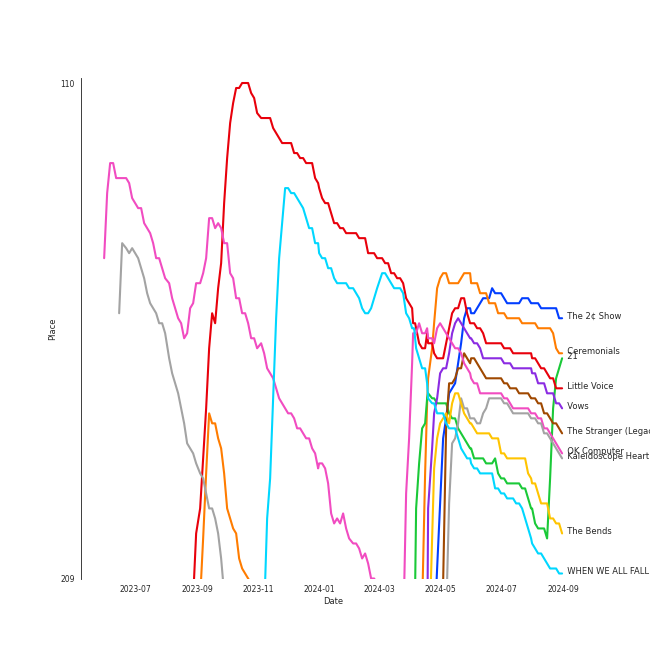 110
The 2¢ Show
Place
Ceremonials
21
Little Voice
Vows
The Stranger (Legac
OK Computer
Kaleidoscope Heart
The Bends
WHEN WE ALL FALL
209
2023-07 2023-09 2023-11 2024-01 2024-03 2024-05 2024-07 2024-09
Date